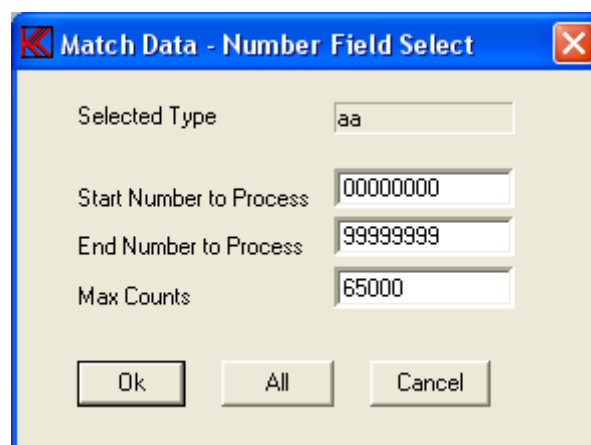 Match Data - Number Field Select
Selected Type aa
Start Number to Process 00000000
End Number to Process 99999999
Max Counts 65000
Ok All Cancel